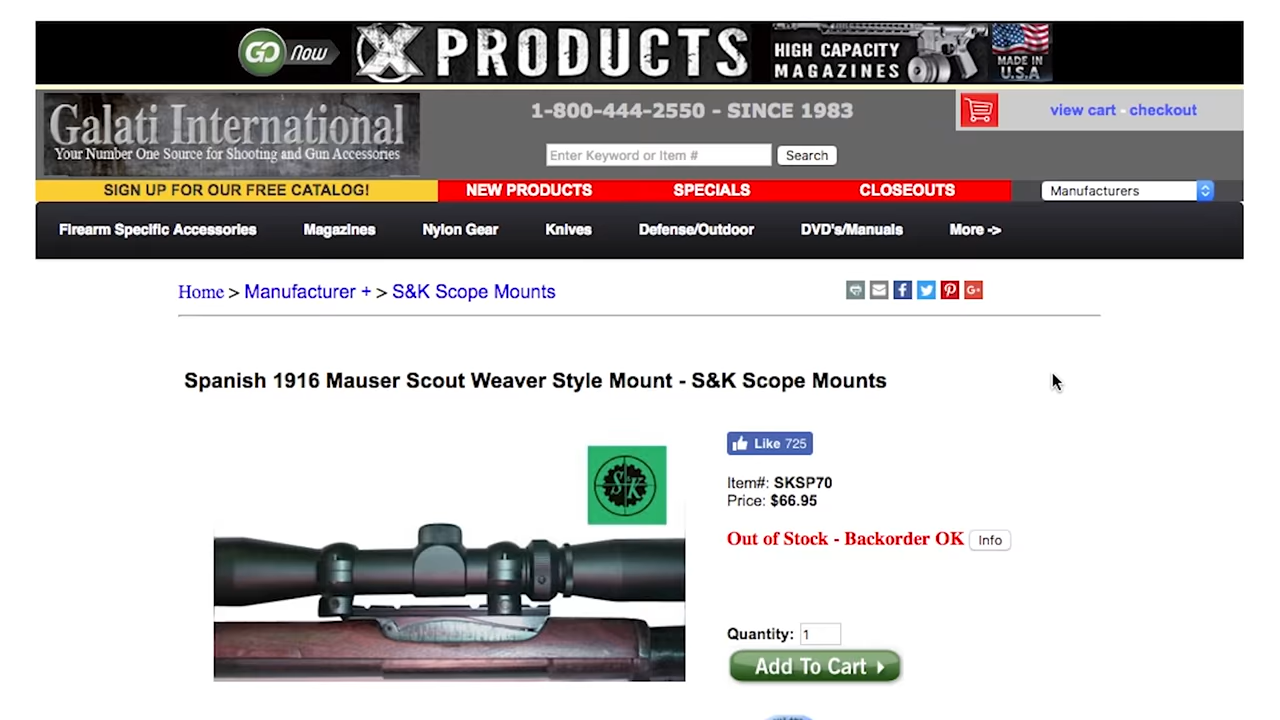 GO Now X PRODUCTS HIGH CAPACITY MAGAZINES MADE IN U.S.A
Galati International
Your Number One Source for Shooting and Gun Accessories
1-800-444-2550 - SINCE 1983
view cart - checkout
Enter Keyword or Item # Search
SIGN UP FOR OUR FREE CATALOG! NEW PRODUCTS SPECIALS CLOSEOUTS Manufacturers
Firearm Specific Accessories Magazines Nylon Gear Knives Defense/Outdoor DVD's/Manuals More ->
Home > Manufacturer + > S&K Scope Mounts
Spanish 1916 Mauser Scout Weaver Style Mount - S&K Scope Mounts
S&K
Like 725
Item#: SKSP70
Price: $66.95
Out of Stock - Backorder OK Info
Quantity: 1
Add To Cart